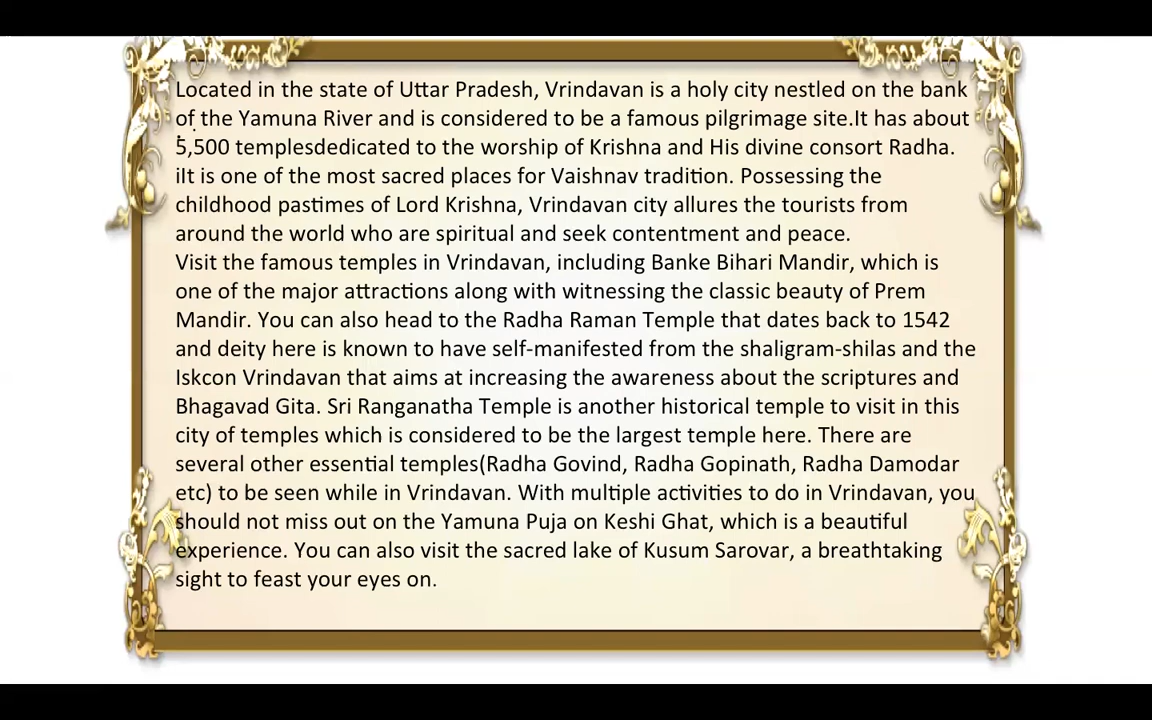 Located in the state of Uttar Pradesh, Vrindavan is a holy city nestled on the bank
of the Yamuna River and is considered to be a famous pilgrimage site.It has about
5,500 templesdedicated to the worship of Krishna and His divine consort Radha.
iIt is one of the most sacred places for Vaishnav tradition. Possessing the
childhood pastimes of Lord Krishna, Vrindavan city allures the tourists from
around the world who are spiritual and seek contentment and peace.
Visit the famous temples in Vrindavan, including Banke Bihari Mandir, which is
one of the major attractions along with witnessing the classic beauty of Prem
Mandir. You can also head to the Radha Raman Temple that dates back to 1542
and deity here is known to have self-manifested from the shaligram-shilas and the
Iskcon Vrindavan that aims at increasing the awareness about the scriptures and
Bhagavad Gita. Sri Ranganatha Temple is another historical temple to visit in this
city of temples which is considered to be the largest temple here. There are
several other essential temples(Radha Govind, Radha Gopinath, Radha Damodar
etc) to be seen while in Vrindavan. With multiple activities to do in Vrindavan, you
should not miss out on the Yamuna Puja on Keshi Ghat, which is a beautiful
experience. You can also visit the sacred lake of Kusum Sarovar, a breathtaking
sight to feast your eyes on.